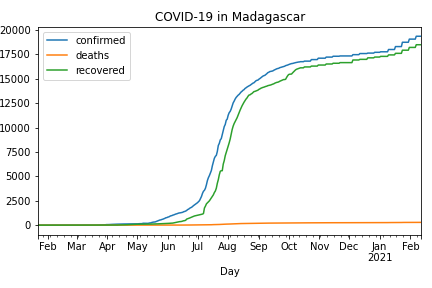 COVID-19 in Madagascar
confirmed
deaths
recovered
20000
17500
15000
12500
10000
7500
5000
2500
0
Feb Mar Apr May Jun Jul Aug Sep Oct Nov Dec Jan Feb
2021
Day